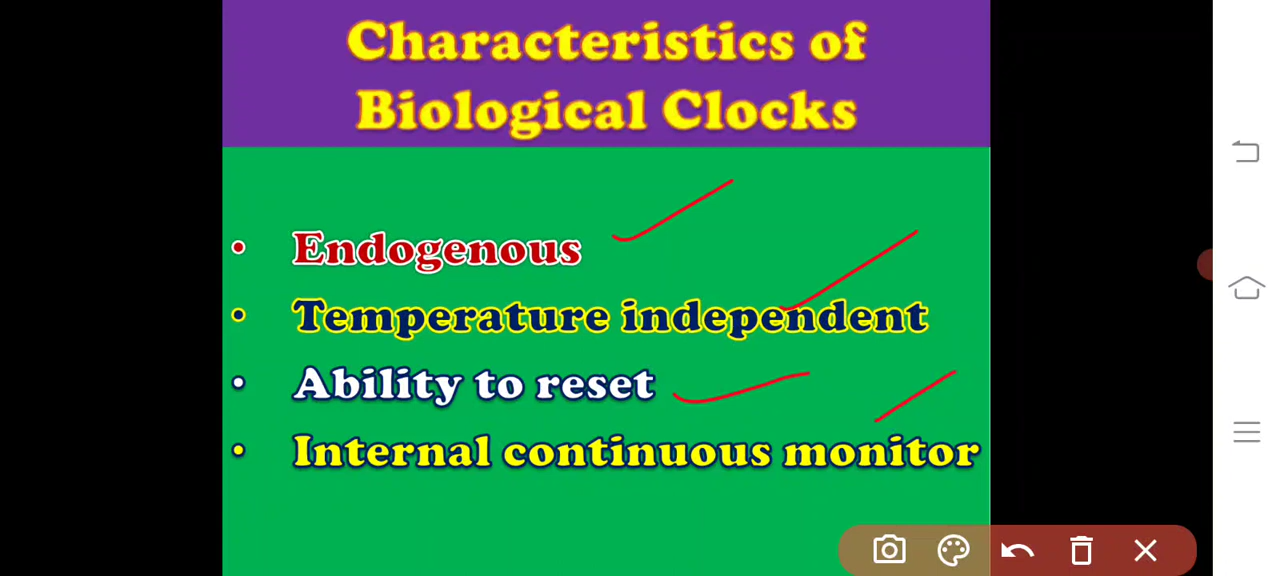 Characteristics of
Biological Clocks
• Endogenous
• Temperature independent
• Ability to reset
• Internal continuous monitor